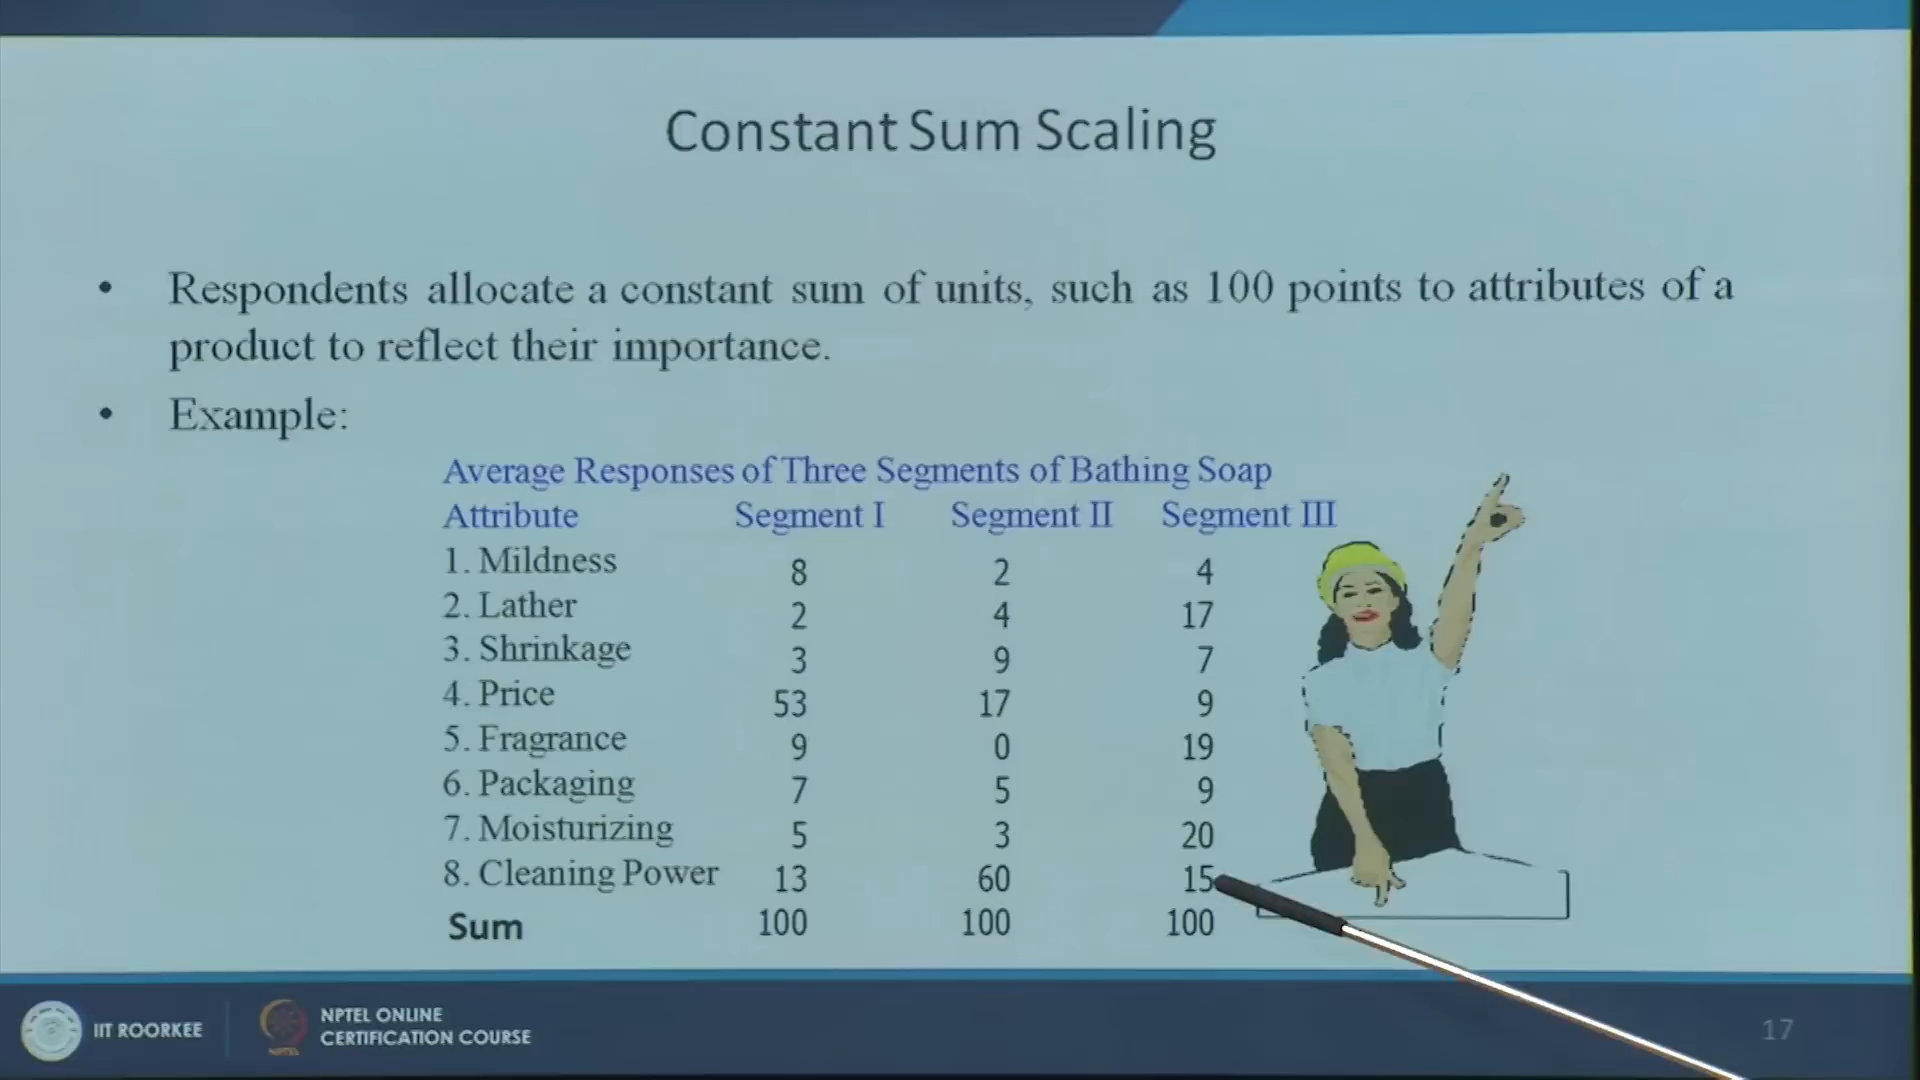 Constant Sum Scaling
• Respondents allocate a constant sum of units, such as 100 points to attributes of a
product to reflect their importance.
• Example:
Average Responses of Three Segments of Bathing Soap
Attribute Segment I Segment II Segment III
1. Mildness 8 2 4
2. Lather 2 4 17
3. Shrinkage 3 9 7
4. Price 53 17 9
5. Fragrance 9 0 19
6. Packaging 7 5 9
7. Moisturizing 5 3 20
8. Cleaning Power 13 60 15
Sum 100 100 100
IIT ROORKEE
NPTEL ONLINE
CERTIFICATION COURSE
NPTEL
17